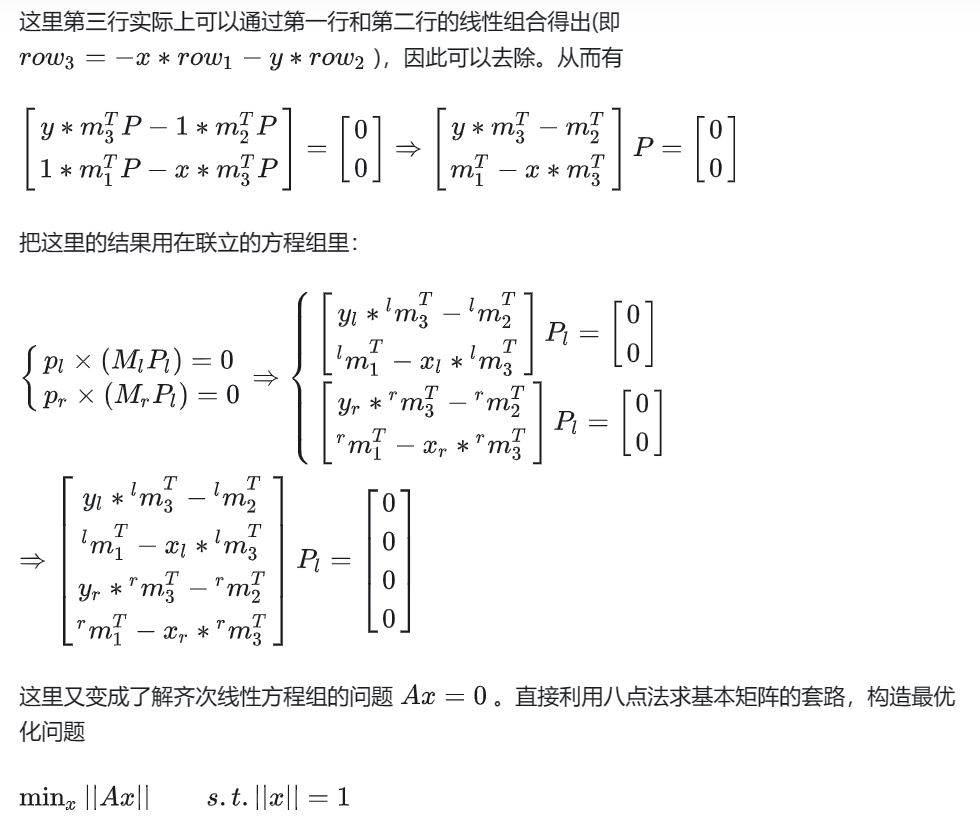 这里第三行实际上可以通过第一行和第二行的线性组合得出(即
$row_3 = -x * row_1 - y * row_2$ ），因此可以去除。从而有
$\begin{bmatrix} y * m_3^T P - 1 * m_2^T P \\ 1 * m_1^T P - x * m_3^T P \end{bmatrix} = \begin{bmatrix} 0 \\ 0 \end{bmatrix} \Rightarrow \begin{bmatrix} y * m_3^T - m_2^T \\ m_1^T - x * m_3^T \end{bmatrix} P = \begin{bmatrix} 0 \\ 0 \end{bmatrix}$
把这里的结果用在联立的方程组里：
$\begin{cases} p_l \times (M_l P_l) = 0 \\ p_r \times (M_r P_l) = 0 \end{cases} \Rightarrow \begin{cases} \begin{bmatrix} y_l * {}^l m_3^T - {}^l m_2^T \\ {}^l m_1^T - x_l * {}^l m_3^T \end{bmatrix} P_l = \begin{bmatrix} 0 \\ 0 \end{bmatrix} \\ \begin{bmatrix} y_r * {}^r m_3^T - {}^r m_2^T \\ {}^r m_1^T - x_r * {}^r m_3^T \end{bmatrix} P_l = \begin{bmatrix} 0 \\ 0 \end{bmatrix} \end{cases}$
$\Rightarrow \begin{bmatrix} y_l * {}^l m_3^T - {}^l m_2^T \\ {}^l m_1^T - x_l * {}^l m_3^T \\ y_r * {}^r m_3^T - {}^r m_2^T \\ {}^r m_1^T - x_r * {}^r m_3^T \end{bmatrix} P_l = \begin{bmatrix} 0 \\ 0 \\ 0 \\ 0 \end{bmatrix}$
这里又变成了解齐次线性方程组的问题 $Ax = 0$ 。直接利用八点法求基本矩阵的套路，构造最优
化问题
$\min_x ||Ax|| \qquad s.t. ||x|| = 1$